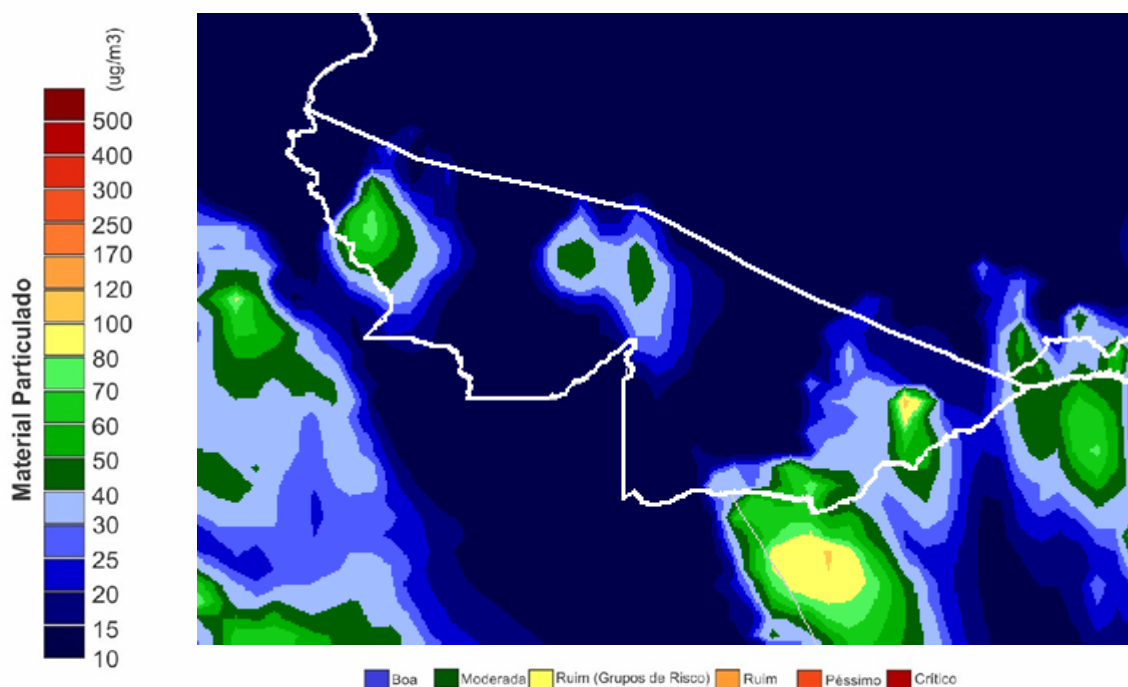 (ug/m3)
Material Particulado
500
400
300
250
170
120
100
80
70
60
50
40
30
25
20
15
10
Boa
Moderada
Ruim (Grupos de Risco)
Ruim
Péssimo
Crítico